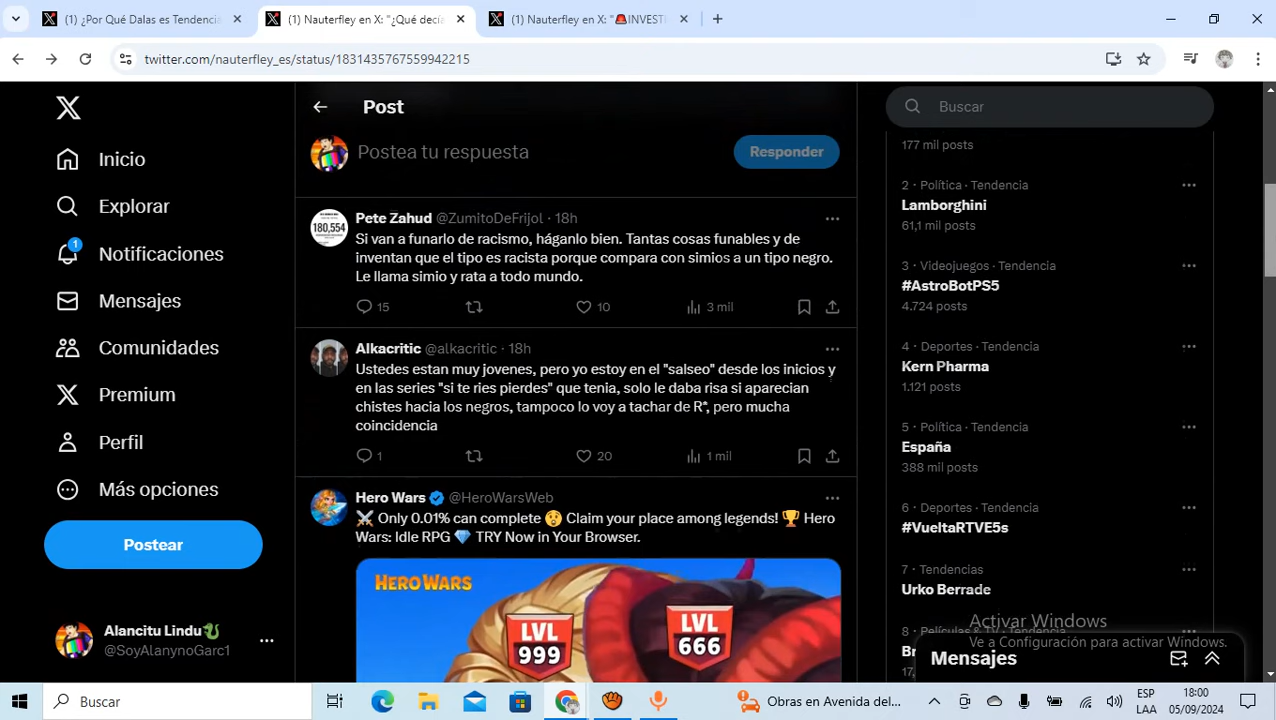 (1) ¿Por Qué Dalas es Tendencia
(1) Nauterfley en X: "¿Qué decía
(1) Nauterfley en X: "🚨INVESTI
twitter.com/nauterfley_es/status/1831435767559942215
Inicio
Explorar
1
Notificaciones
Mensajes
Comunidades
Premium
Perfil
Más opciones
Postear
Alancitu Lindu🐍
@SoyAlanynoGarc1
Post
Postea tu respuesta
Responder
180,554
Pete Zahud @ZumitoDeFrijol · 18h
Si van a funarlo de racismo, háganlo bien. Tantas cosas funables y de
inventan que el tipo es racista porque compara con simios a un tipo negro.
Le llama simio y rata a todo mundo.
15 10 3 mil
Alkacritic @alkacritic · 18h
Ustedes estan muy jovenes, pero yo estoy en el "salseo" desde los inicios y
en las series "si te ries pierdes" que tenia, solo le daba risa si aparecian
chistes hacia los negros, tampoco lo voy a tachar de R*, pero mucha
coincidencia
1 20 1 mil
Hero Wars @HeroWarsWeb
⚔️ Only 0.01% can complete 😲 Claim your place among legends! 🏆 Hero
Wars: Idle RPG 💎 TRY Now in Your Browser.
HERO WARS
LVL
999
LVL
666
Buscar
177 mil posts
2 · Política · Tendencia
Lamborghini
61,1 mil posts
3 · Videojuegos · Tendencia
#AstroBotPS5
4.724 posts
4 · Deportes · Tendencia
Kern Pharma
1.121 posts
5 · Política · Tendencia
España
388 mil posts
6 · Deportes · Tendencia
#VueltaRTVE5s
7 · Tendencias
Urko Berrade
8 · Películas & TV · Tendencia
Activar Windows
Ve a Configuración para activar Windows.
Mensajes
Buscar
Obras en Avenida del...
ESP
LAA
18:00
05/09/2024